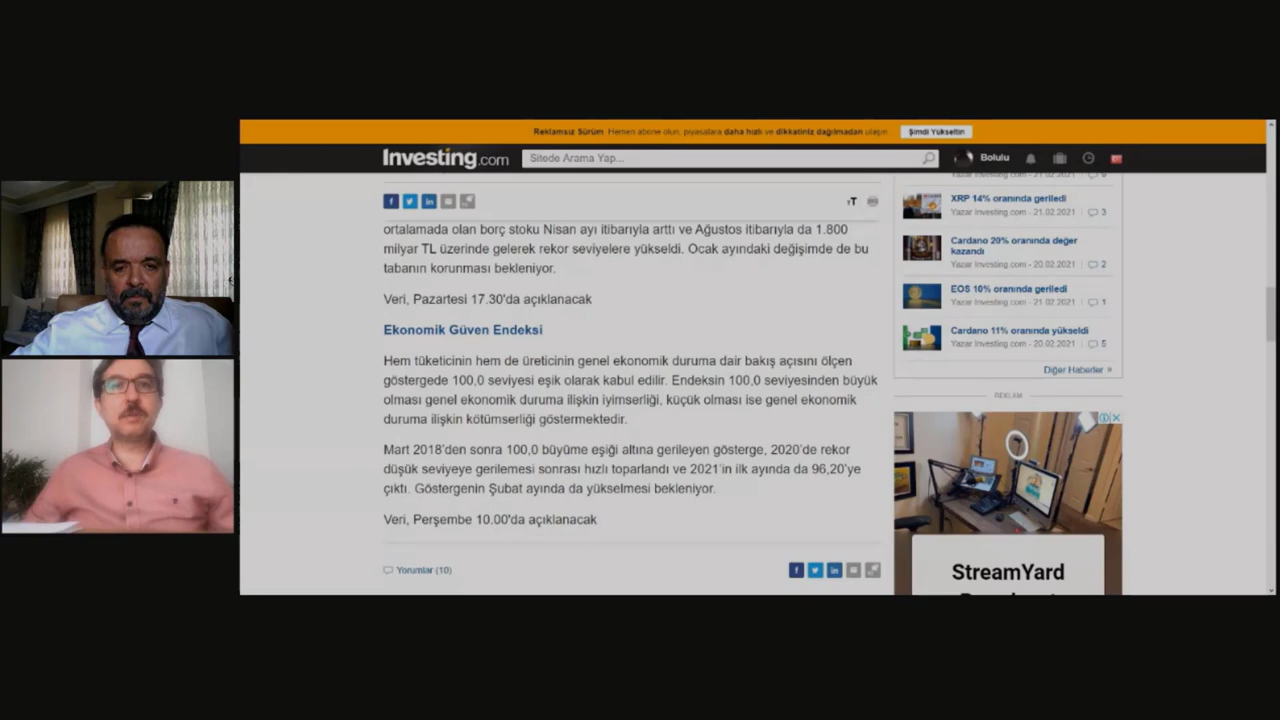 Reklamsız Sürüm Hemen abone olun, piyasalara daha hızlı ve dikkatiniz dağılmadan ulaşın
Şimdi Yükseltin
Investing.com
Sitede Arama Yap...
Bolulu
ortalamada olan borç stoku Nisan ayı itibarıyla arttı ve Ağustos itibarıyla da 1.800
milyar TL üzerinde gelerek rekor seviyelere yükseldi. Ocak ayındaki değişimde de bu
tabanın korunması bekleniyor.
Veri, Pazartesi 17.30'da açıklanacak
Ekonomik Güven Endeksi
Hem tüketicinin hem de üreticinin genel ekonomik duruma dair bakış açısını ölçen
göstergede 100,0 seviyesi eşik olarak kabul edilir. Endeksin 100,0 seviyesinden büyük
olması genel ekonomik duruma ilişkin iyimserliği, küçük olması ise genel ekonomik
duruma ilişkin kötümserliği göstermektedir.
Mart 2018'den sonra 100,0 büyüme eşiği altına gerileyen gösterge, 2020'de rekor
düşük seviyeye gerilemesi sonrası hızlı toparlandı ve 2021'in ilk ayında da 96,20'ye
çıktı. Göstergenin Şubat ayında da yükselmesi bekleniyor.
Veri, Perşembe 10.00'da açıklanacak
Yorumlar (10)
Yazar Investing.com - 21.02.2021
XRP 14% oranında geriledi
Yazar Investing.com - 21.02.2021 | 3
Cardano 20% oranında değer
kazandı
Yazar Investing.com - 20.02.2021 | 2
EOS 10% oranında geriledi
Yazar Investing.com - 21.02.2021 | 1
Cardano 11% oranında yükseldi
Yazar Investing.com - 20.02.2021 | 5
Diğer Haberler »
REKLAM
StreamYard